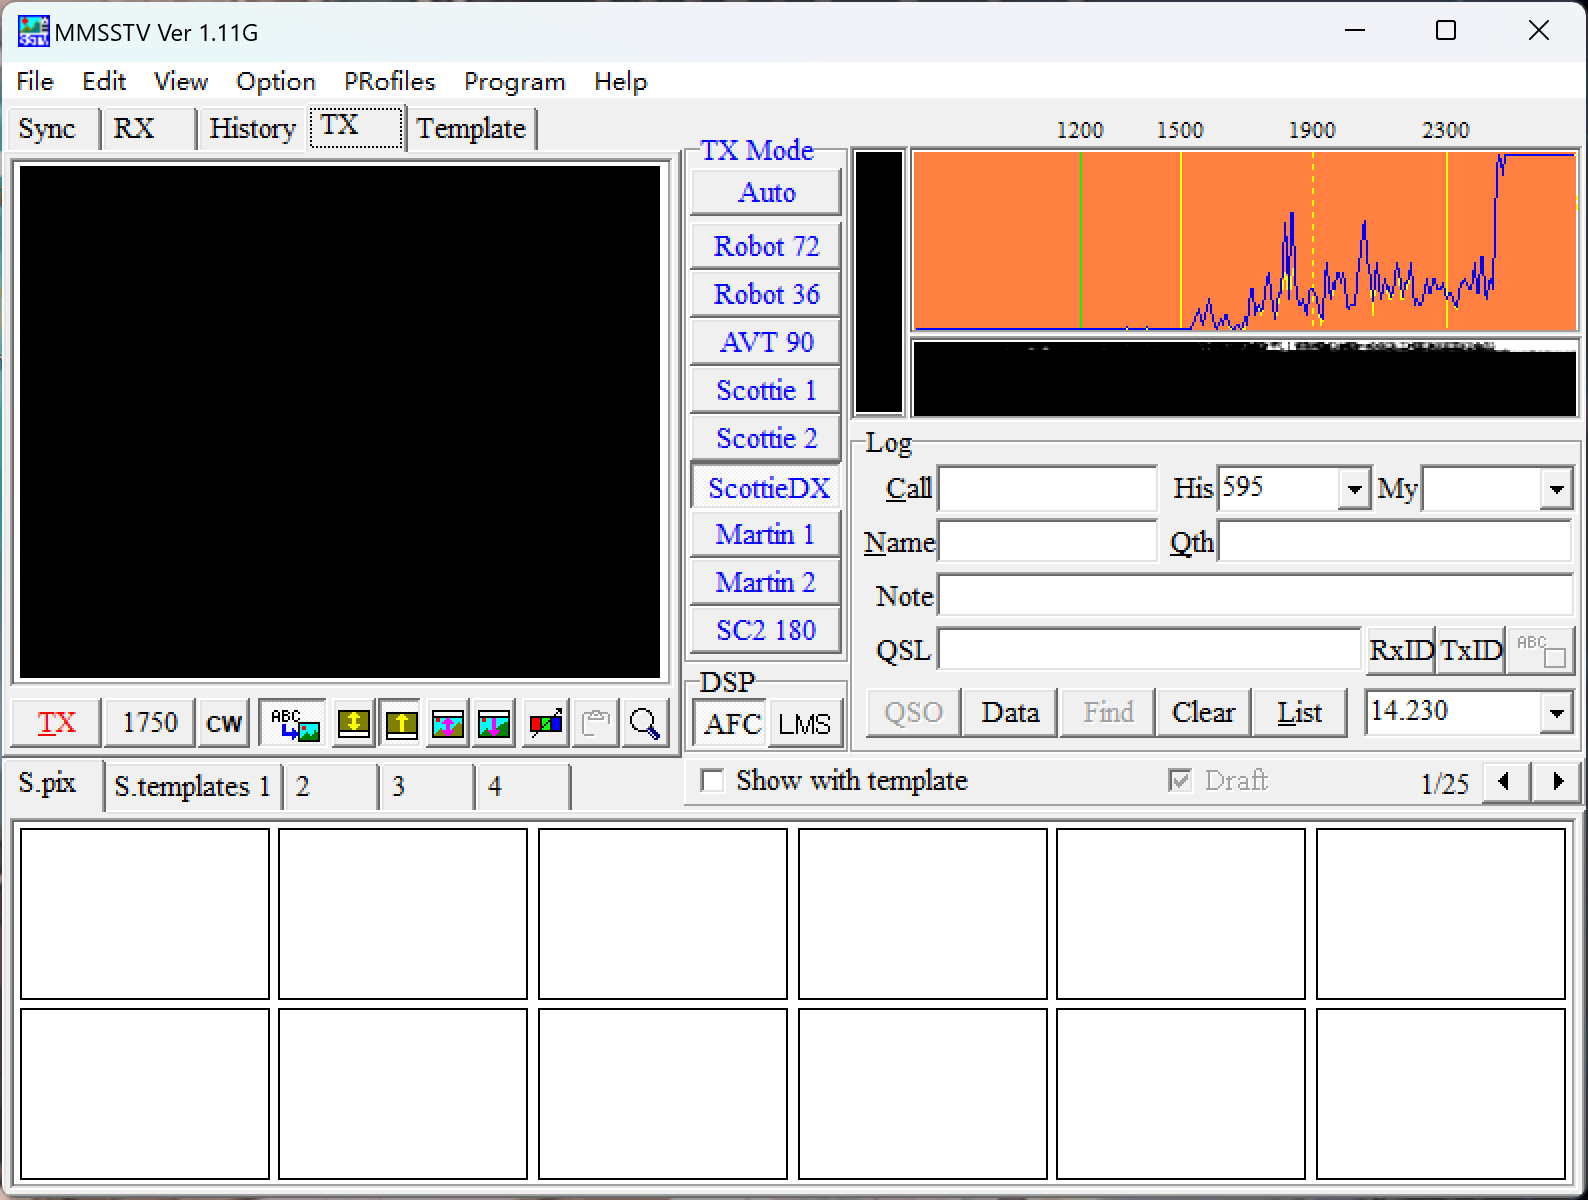 MMSSTV Ver 1.11G
File Edit View Option PRofiles Program Help
Sync RX History TX Template
1200 1500 1900 2300
TX Mode
Auto
Robot 72
Robot 36
AVT 90
Scottie 1
Scottie 2
ScottieDX
Martin 1
Martin 2
SC2 180
DSP
AFC LMS
Log
Call His 595 My
Name Qth
Note
QSL RxID TxID ABC
QSO Data Find Clear List 14.230
TX 1750 CW ABC
Show with template Draft 1/25
S.pix S.templates 1 2 3 4